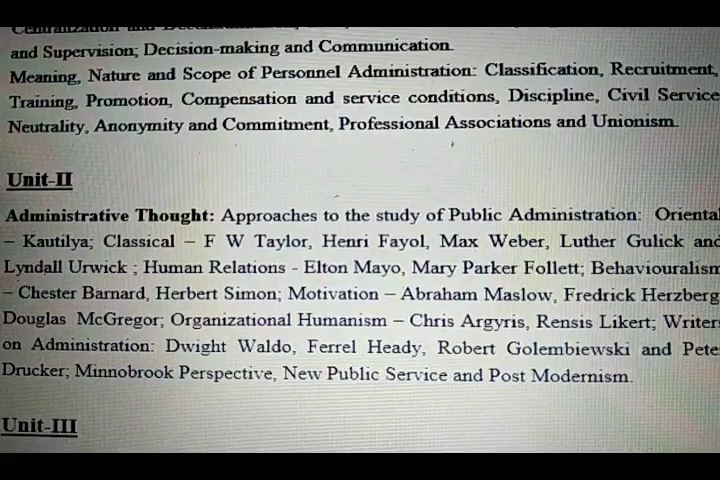 and Supervision; Decision-making and Communication.
Meaning, Nature and Scope of Personnel Administration: Classification, Recruitment,
Training, Promotion, Compensation and service conditions, Discipline, Civil Service
Neutrality, Anonymity and Commitment, Professional Associations and Unionism.
Unit-II
Administrative Thought: Approaches to the study of Public Administration: Oriental
– Kautilya; Classical – F W Taylor, Henri Fayol, Max Weber, Luther Gulick and
Lyndall Urwick ; Human Relations - Elton Mayo, Mary Parker Follett; Behaviouralism
– Chester Barnard, Herbert Simon; Motivation – Abraham Maslow, Fredrick Herzberg
Douglas McGregor; Organizational Humanism – Chris Argyris, Rensis Likert; Writers
on Administration: Dwight Waldo, Ferrel Heady, Robert Golembiewski and Pete
Drucker; Minnobrook Perspective, New Public Service and Post Modernism.
Unit-III